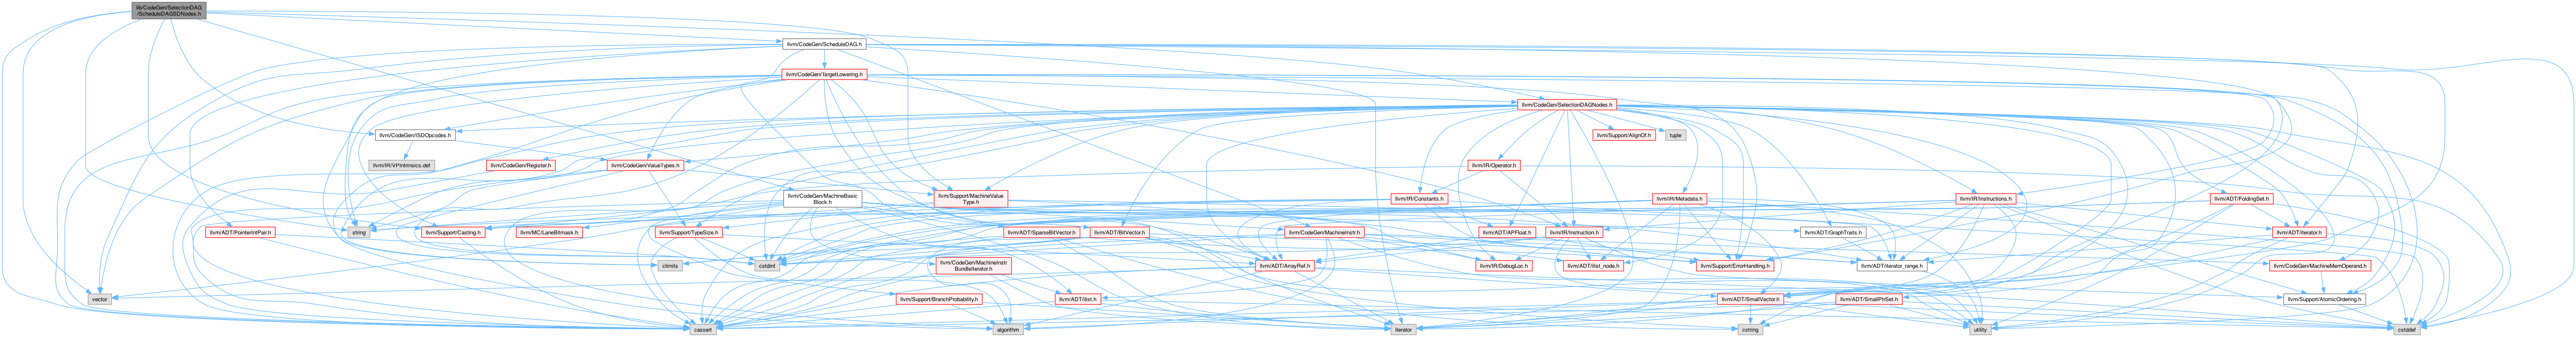 lib/CodeGen/SelectionDAG
/ScheduleDAGSDNodes.h
llvm/CodeGen/ScheduleDAG.h
llvm/CodeGen/TargetLowering.h
llvm/CodeGen/SelectionDAGNodes.h
llvm/CodeGen/ISDOpcodes.h
llvm/Support/AlignOf.h
tuple
llvm/IR/VPIntrinsics.def
llvm/CodeGen/Register.h
llvm/CodeGen/ValueTypes.h
llvm/IR/Operator.h
llvm/CodeGen/MachineBasic
Block.h
llvm/Support/MachineValue
Type.h
llvm/IR/Constants.h
llvm/IR/Metadata.h
llvm/IR/Instructions.h
llvm/ADT/FoldingSet.h
llvm/ADT/PointerIntPair.h
string
llvm/Support/Casting.h
llvm/MC/LaneBitmask.h
llvm/Support/TypeSize.h
llvm/ADT/SparseBitVector.h
llvm/ADT/BitVector.h
llvm/CodeGen/MachineInstr.h
llvm/ADT/APFloat.h
llvm/IR/Instruction.h
llvm/ADT/GraphTraits.h
llvm/ADT/iterator.h
climits
cstdint
llvm/CodeGen/MachineInstr
BundleIterator.h
llvm/ADT/ArrayRef.h
llvm/IR/DebugLoc.h
llvm/ADT/ilist_node.h
llvm/Support/ErrorHandling.h
llvm/ADT/iterator_range.h
llvm/CodeGen/MachineMemOperand.h
vector
llvm/Support/BranchProbability.h
llvm/ADT/ilist.h
llvm/ADT/SmallVector.h
llvm/ADT/SmallPtrSet.h
llvm/Support/AtomicOrdering.h
cassert
algorithm
iterator
cstring
utility
cstddef